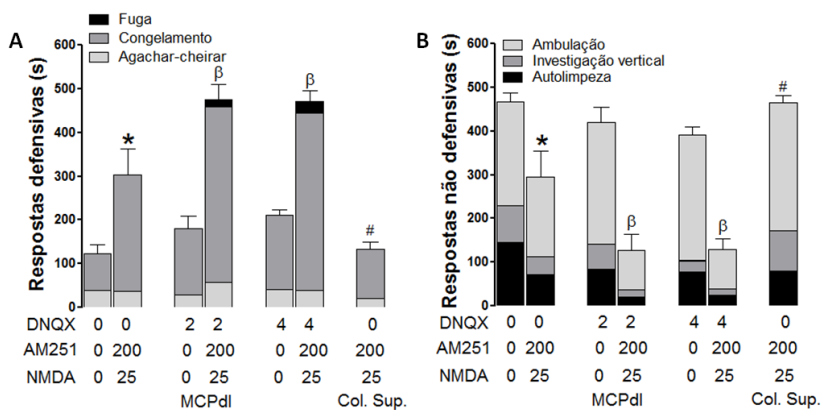 A
Fuga
Congelamento
Agachar-cheirar
Respostas defensivas (s)
600
500
400
300
200
100
0
*
β
β
#
DNQX 0 0 2 2 4 4 0
AM251 0 200 0 200 0 200 200
NMDA 0 25 0 25 0 25 25
MCPdl Col. Sup.
B
Ambulação
Investigação vertical
Autolimpeza
Respostas não defensivas (s)
600
500
400
300
200
100
0
*
β
β
#
DNQX 0 0 2 2 4 4 0
AM251 0 200 0 200 0 200 200
NMDA 0 25 0 25 0 25 25
MCPdl Col. Sup.